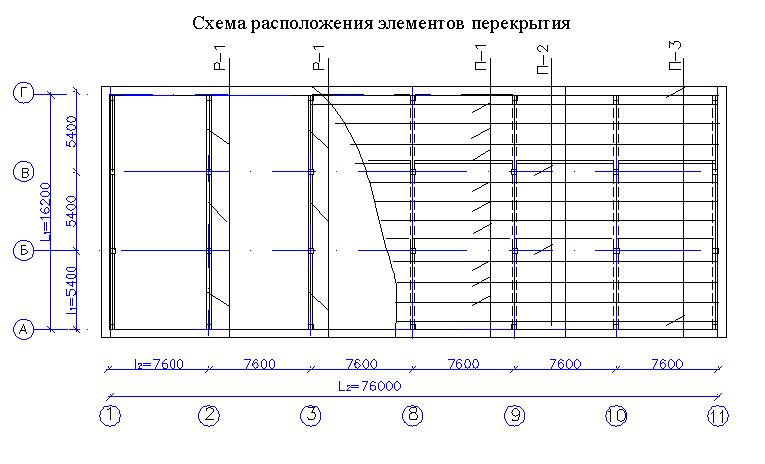 Схема расположения элементов перекрытия
Р-1
Р-1
П-1
П-2
П-3
Г
В
Б
А
5400
5400
l₁=5400
L₁=16200
l₂=7600
7600
7600
7600
7600
7600
L₂=76000
1
2
3
8
9
10
11